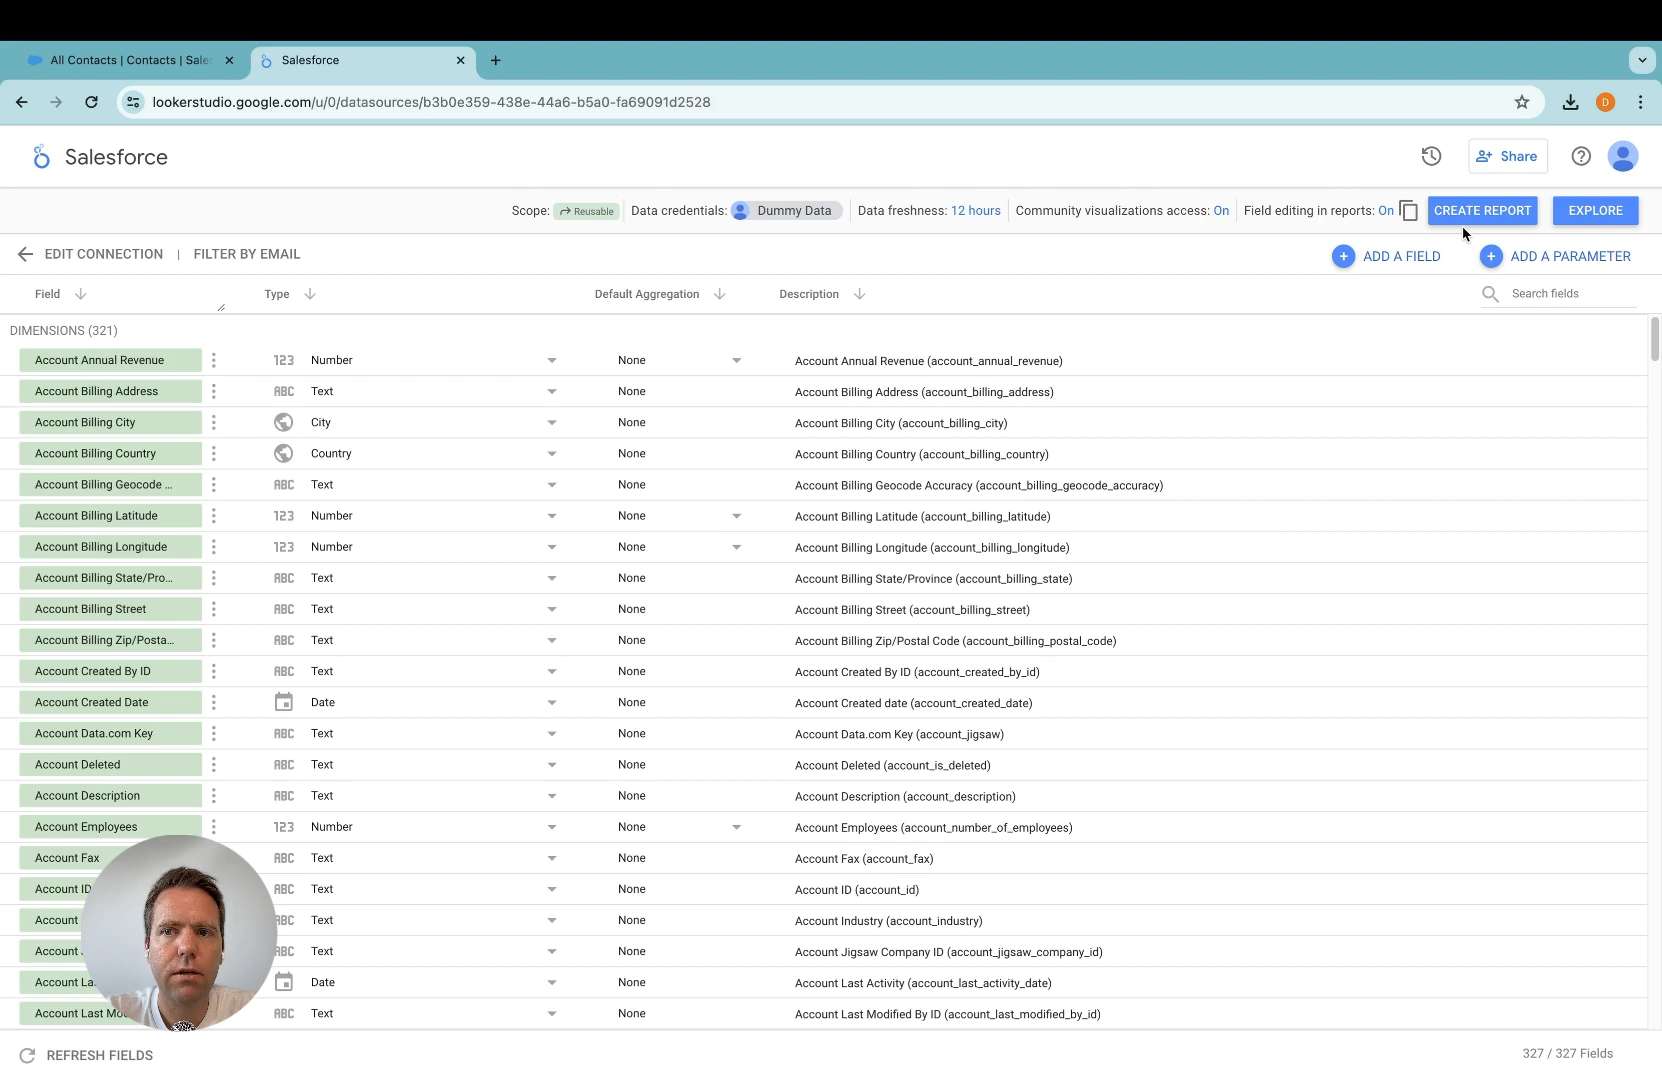 All Contacts | Contacts | Sale
Salesforce
lookerstudio.google.com/u/0/datasources/b3b0e359-438e-44a6-b5a0-fa69091d2528
D
Salesforce
Share
Scope: Reusable Data credentials: Dummy Data Data freshness: 12 hours Community visualizations access: On Field editing in reports: On CREATE REPORT EXPLORE
EDIT CONNECTION | FILTER BY EMAIL ADD A FIELD ADD A PARAMETER
Field Type Default Aggregation Description Search fields
DIMENSIONS (321)
Account Annual Revenue 123 Number None Account Annual Revenue (account_annual_revenue)
Account Billing Address ABC Text None Account Billing Address (account_billing_address)
Account Billing City City None Account Billing City (account_billing_city)
Account Billing Country Country None Account Billing Country (account_billing_country)
Account Billing Geocode ... ABC Text None Account Billing Geocode Accuracy (account_billing_geocode_accuracy)
Account Billing Latitude 123 Number None Account Billing Latitude (account_billing_latitude)
Account Billing Longitude 123 Number None Account Billing Longitude (account_billing_longitude)
Account Billing State/Pro... ABC Text None Account Billing State/Province (account_billing_state)
Account Billing Street ABC Text None Account Billing Street (account_billing_street)
Account Billing Zip/Posta... ABC Text None Account Billing Zip/Postal Code (account_billing_postal_code)
Account Created By ID ABC Text None Account Created By ID (account_created_by_id)
Account Created Date Date None Account Created date (account_created_date)
Account Data.com Key ABC Text None Account Data.com Key (account_jigsaw)
Account Deleted ABC Text None Account Deleted (account_is_deleted)
Account Description ABC Text None Account Description (account_description)
Account Employees 123 Number None Account Employees (account_number_of_employees)
Account Fax ABC Text None Account Fax (account_fax)
Account ID ABC Text None Account ID (account_id)
Account ABC Text None Account Industry (account_industry)
Account ABC Text None Account Jigsaw Company ID (account_jigsaw_company_id)
Account La Date None Account Last Activity (account_last_activity_date)
Account Last Mo ABC Text None Account Last Modified By ID (account_last_modified_by_id)
REFRESH FIELDS 327 / 327 Fields